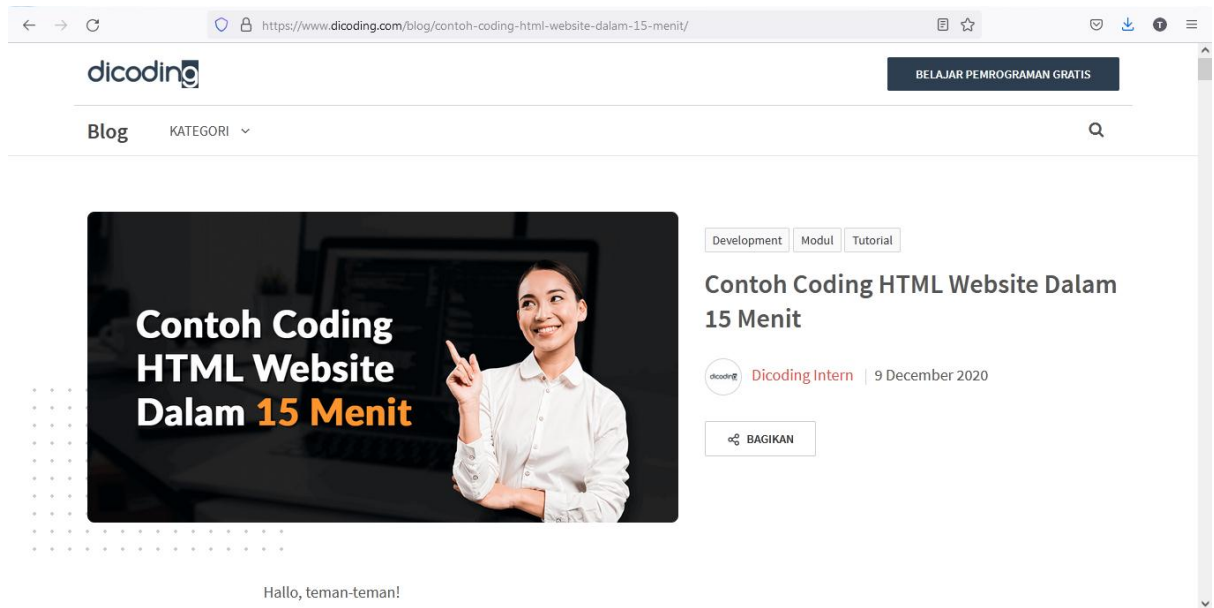 https://www.dicoding.com/blog/contoh-coding-html-website-dalam-15-menit/
T
dicoding
BELAJAR PEMROGRAMAN GRATIS
Blog
KATEGORI
Contoh Coding
HTML Website
Dalam 15 Menit
Development
Modul
Tutorial
Contoh Coding HTML Website Dalam
15 Menit
dicoding
Dicoding Intern | 9 December 2020
BAGIKAN
Hallo, teman-teman!